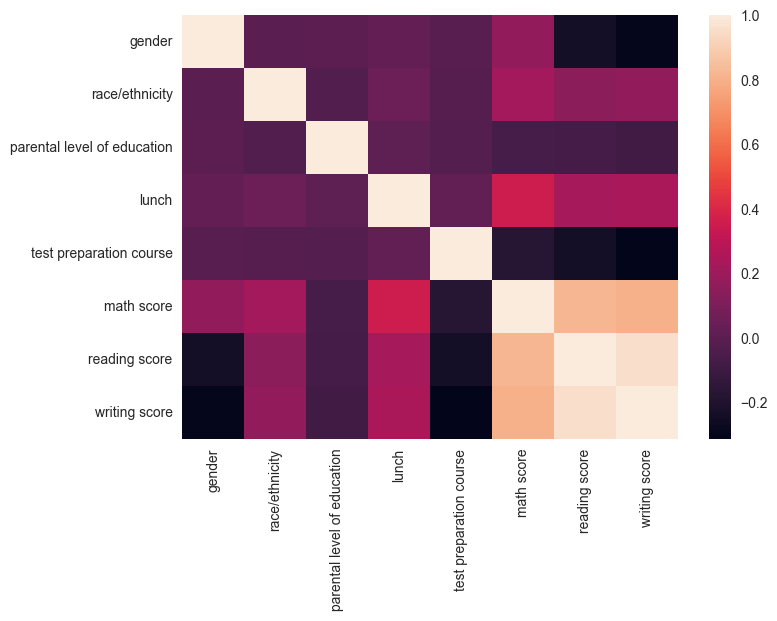 gender
race/ethnicity
parental level of education
lunch
test preparation course
math score
reading score
writing score
gender
race/ethnicity
parental level of education
lunch
test preparation course
math score
reading score
writing score
1.0
0.8
0.6
0.4
0.2
0.0
−0.2